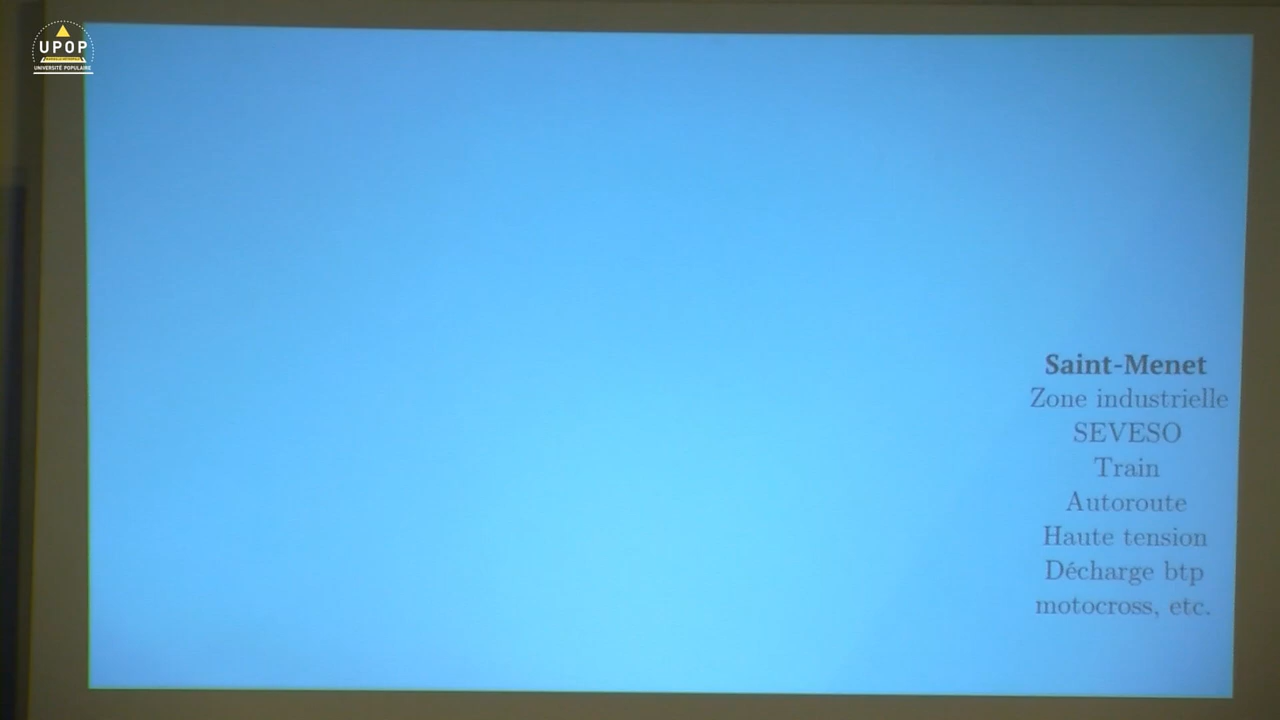 UPOP
UNIVERSITÉ POPULAIRE
Saint-Menet
Zone industrielle
SEVESO
Train
Autoroute
Haute tension
Décharge btp
motocross, etc.